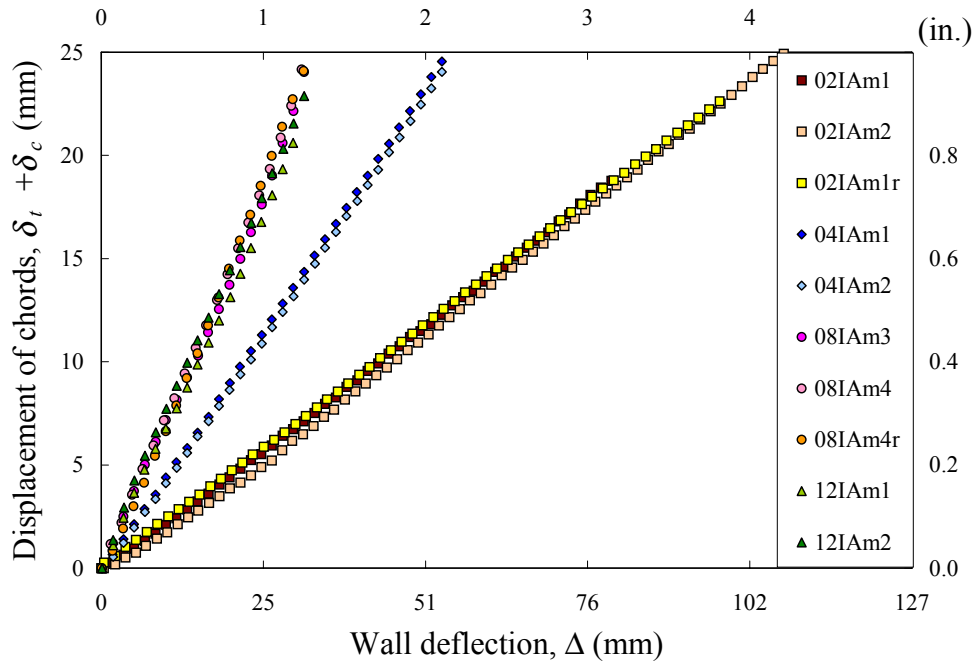 0 1 2 3 4
(in.)
25
20
15
10
5
0
Displacement of chords, δt +δc (mm)
02IAm1
02IAm2
02IAm1r
04IAm1
04IAm2
08IAm3
08IAm4
08IAm4r
12IAm1
12IAm2
0.8
0.6
0.4
0.2
0.0
0 25 51 76 102 127
Wall deflection, Δ (mm)